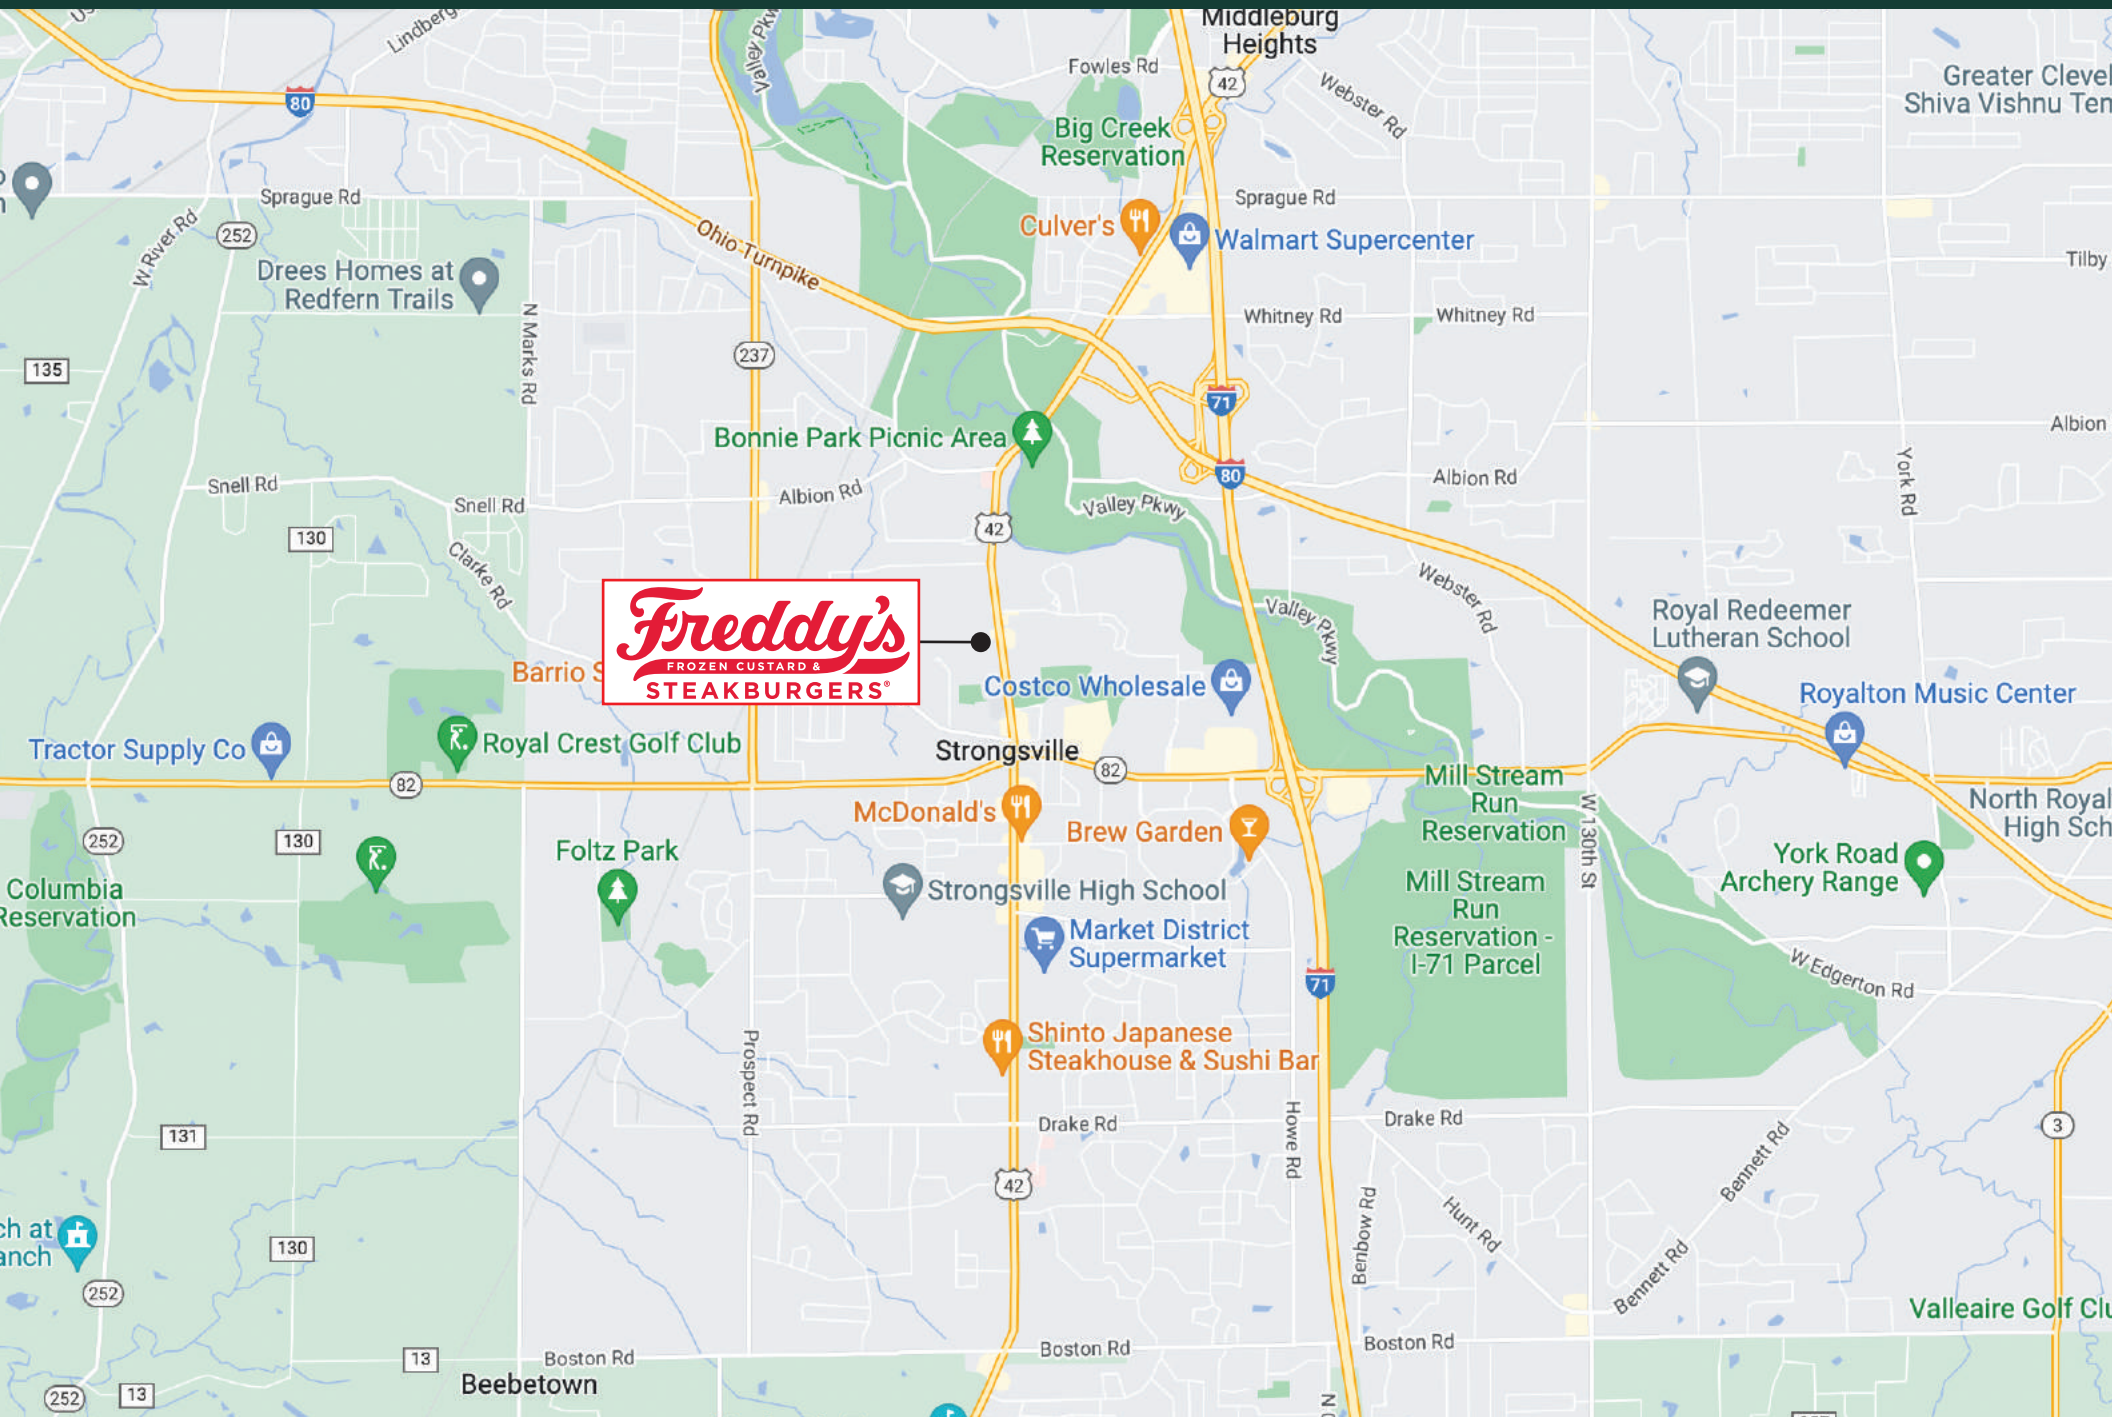 Middleburg
Heights
Lindberg
Valley Pkwy
Fowles Rd
42
Webster Rd
Greater Clevel
Shiva Vishnu Tem
80
Big Creek
Reservation
Sprague Rd
Sprague Rd
W River Rd
252
Culver's
Walmart Supercenter
Ohio Turnpike
Tilby
Drees Homes at
Redfern Trails
N Marks Rd
Whitney Rd
Whitney Rd
237
135
71
Bonnie Park Picnic Area
Albion
80
Albion Rd
York Rd
Snell Rd
Snell Rd
Albion Rd
Valley Pkwy
42
130
Clarke Rd
Webster Rd
Freddy's
FROZEN CUSTARD &
STEAKBURGERS®
Valley Pkwy
Royal Redeemer
Lutheran School
Barrio S
Costco Wholesale
Royalton Music Center
Tractor Supply Co
Royal Crest Golf Club
Strongsville
82
82
Mill Stream
Run
Reservation
W 130th St
North Royal
High Sch
McDonald's
Brew Garden
252
130
Foltz Park
York Road
Archery Range
Columbia
Reservation
Strongsville High School
Mill Stream
Run
Reservation -
I-71 Parcel
Market District
Supermarket
71
W Edgerton Rd
Shinto Japanese
Steakhouse & Sushi Bar
Prospect Rd
Howe Rd
Drake Rd
Drake Rd
3
131
42
Bennett Rd
Benbow Rd
Hunt Rd
ch at
anch
130
252
Bennett Rd
Valleaire Golf Clu
Boston Rd
Boston Rd
Boston Rd
13
Beebetown
252
13